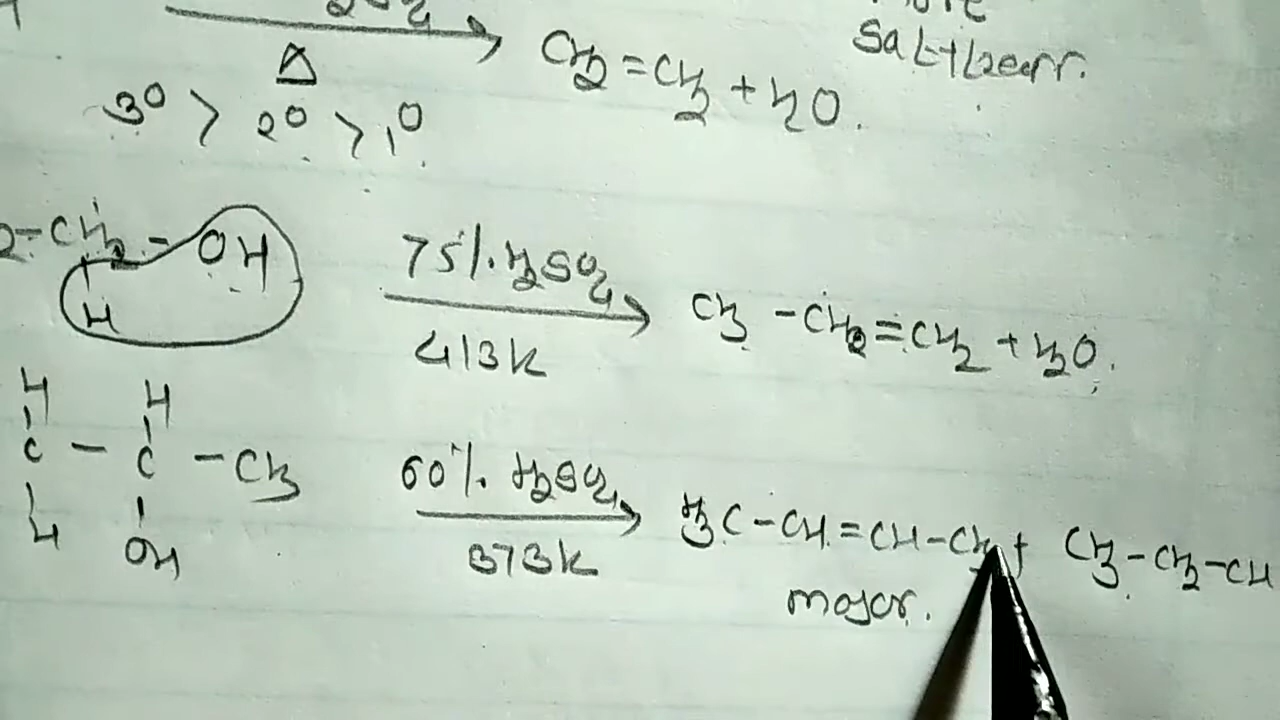 CH2=CH2 + H2O.
Saytzeff.
Δ
3° > 2° > 1°
-CH2-OH
H
75%. H2SO4
413K
CH3 -CH2=CH2 + H2O.
H H
C - C - CH3
H OH
60%. H2SO4
373K
H3C-CH=CH-CH3 + CH3-CH2-CH
major.